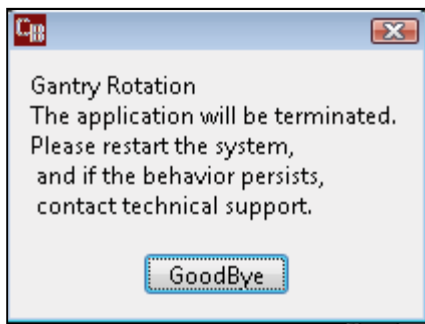 Gantry Rotation
The application will be terminated.
Please restart the system,
and if the behavior persists,
contact technical support.
GoodBye